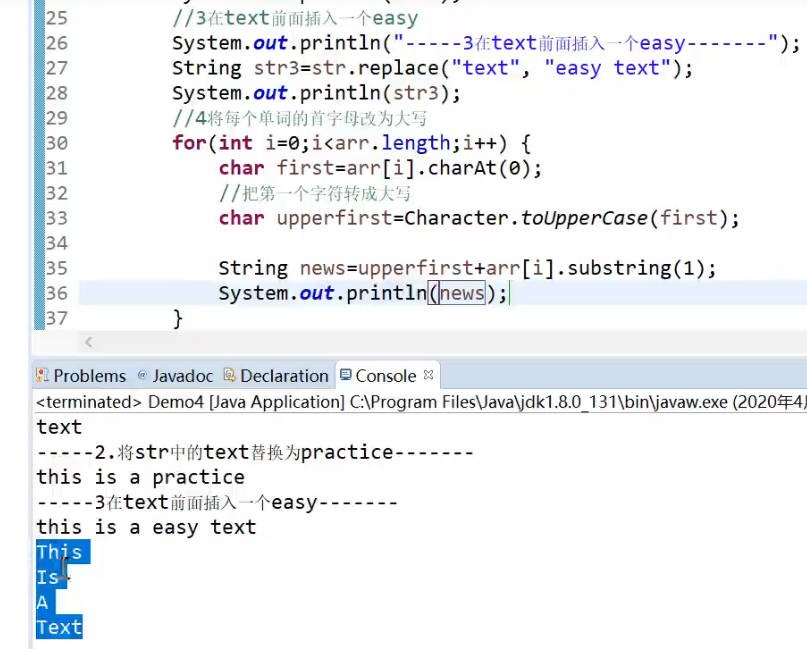 25 //3在text前面插入一个easy
26 System.out.println("-----3在text前面插入一个easy-------");
27 String str3=str.replace("text", "easy text");
28 System.out.println(str3);
29 //4将每个单词的首字母改为大写
30 for(int i=0;i<arr.length;i++) {
31 char first=arr[i].charAt(0);
32 //把第一个字符转成大写
33 char upperfirst=Character.toUpperCase(first);
34
35 String news=upperfirst+arr[i].substring(1);
36 System.out.println(news);
37 }
Problems @ Javadoc Declaration Console
<terminated> Demo4 [Java Application] C:\Program Files\Java\jdk1.8.0_131\bin\javaw.exe (2020年4
text
-----2.将str中的text替换为practice-------
this is a practice
-----3在text前面插入一个easy-------
this is a easy text
This
Is
A
Text